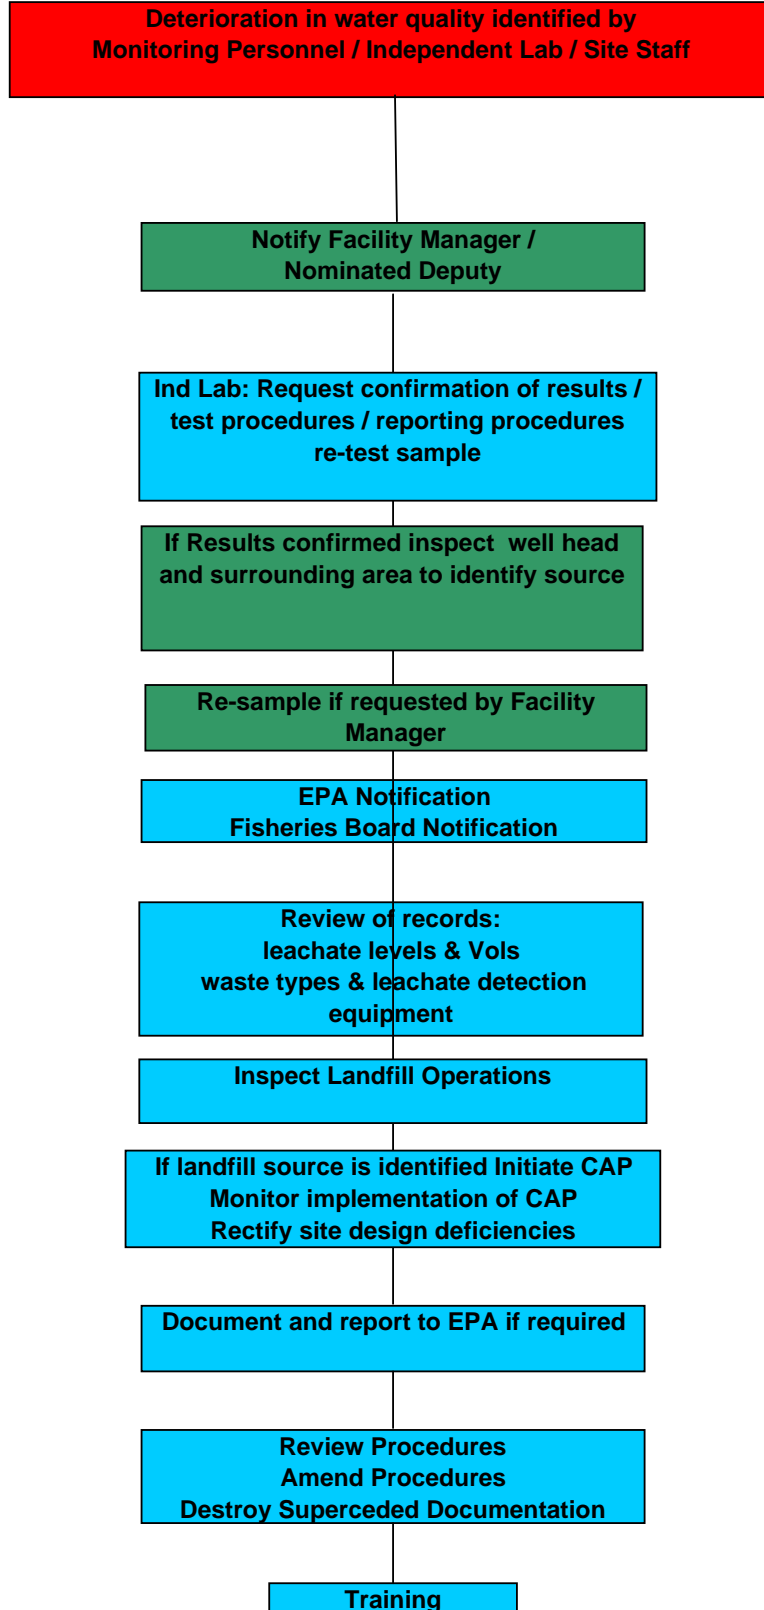 Deterioration in water quality identified by
Monitoring Personnel / Independent Lab / Site Staff
Notify Facility Manager /
Nominated Deputy
Ind Lab: Request confirmation of results /
test procedures / reporting procedures
re-test sample
If Results confirmed inspect well head
and surrounding area to identify source
Re-sample if requested by Facility
Manager
EPA Notification
Fisheries Board Notification
Review of records:
leachate levels & Vols
waste types & leachate detection
equipment
Inspect Landfill Operations
If landfill source is identified Initiate CAP
Monitor implementation of CAP
Rectify site design deficiencies
Document and report to EPA if required
Review Procedures
Amend Procedures
Destroy Superceded Documentation
Training